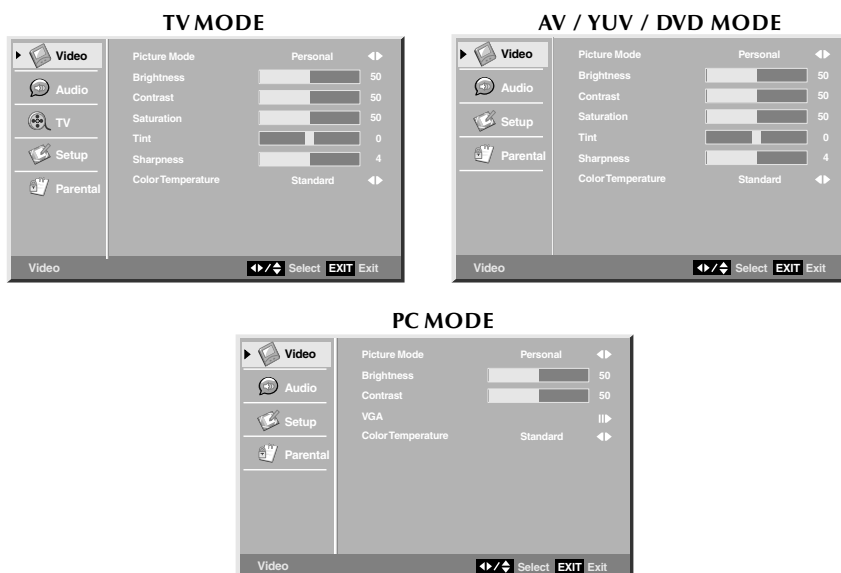 TV MODE
Video
Audio
TV
Setup
Parental
Picture Mode Personal
Brightness 50
Contrast 50
Saturation 50
Tint 0
Sharpness 4
Color Temperature Standard
Video Select EXIT Exit
AV / YUV / DVD MODE
Video
Audio
Setup
Parental
Picture Mode Personal
Brightness 50
Contrast 50
Saturation 50
Tint 0
Sharpness 4
Color Temperature Standard
Video Select EXIT Exit
PC MODE
Video
Audio
Setup
Parental
Picture Mode Personal
Brightness 50
Contrast 50
VGA
Color Temperature Standard
Video Select EXIT Exit